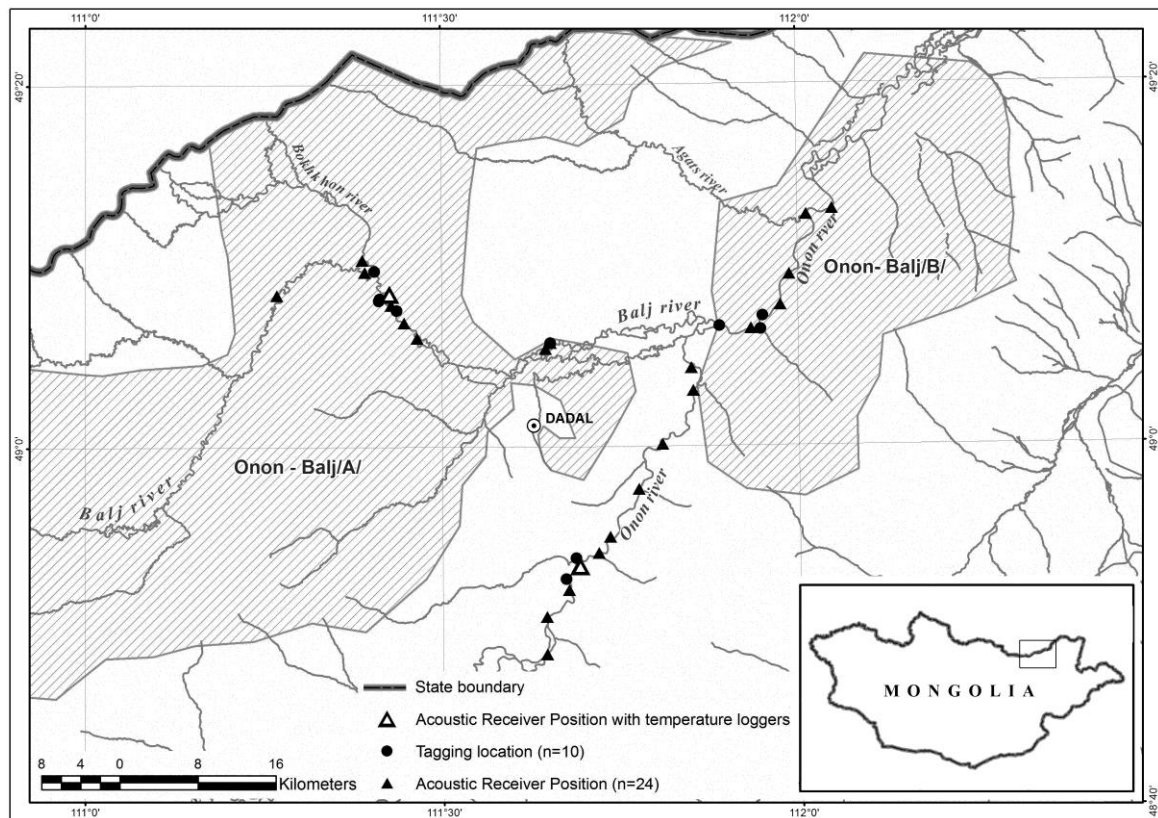 111°0'
111°30'
112°0'
49°20'
49°20'
Bokhkhon river
Agats river
Onon rver
Onon- Balj/B/
Balj river
DADAL
49°0'
49°0'
Onon - Balj/A/
Onon river
Balj river
MONGOLIA
State boundary
Acoustic Receiver Position with temperature loggers
Tagging location (n=10)
Acoustic Receiver Position (n=24)
8 4 0 8 16
Kilometers
48°40'
111°0'
111°30'
112°0'